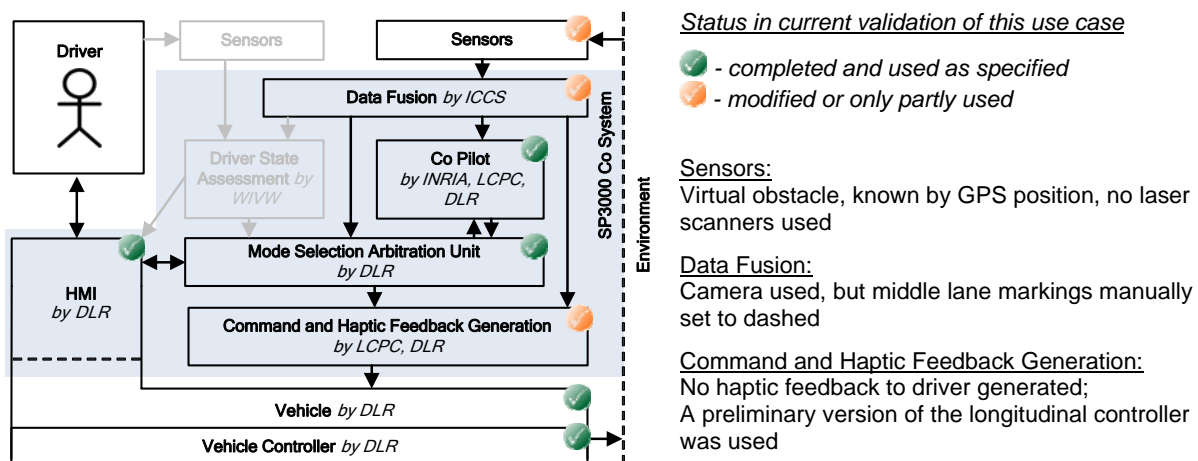 Driver
Sensors
Sensors
Data Fusion by ICCS
Driver State
Assessment by
WIVW
Co Pilot
by INRIA, LCPC,
DLR
SP3000 Co System
Environment
Mode Selection Arbitration Unit
by DLR
HMI
by DLR
Command and Haptic Feedback Generation
by LCPC, DLR
Vehicle by DLR
Vehicle Controller by DLR
Status in current validation of this use case
- completed and used as specified
- modified or only partly used
Sensors:
Virtual obstacle, known by GPS position, no laser
scanners used
Data Fusion:
Camera used, but middle lane markings manually
set to dashed
Command and Haptic Feedback Generation:
No haptic feedback to driver generated;
A preliminary version of the longitudinal controller
was used